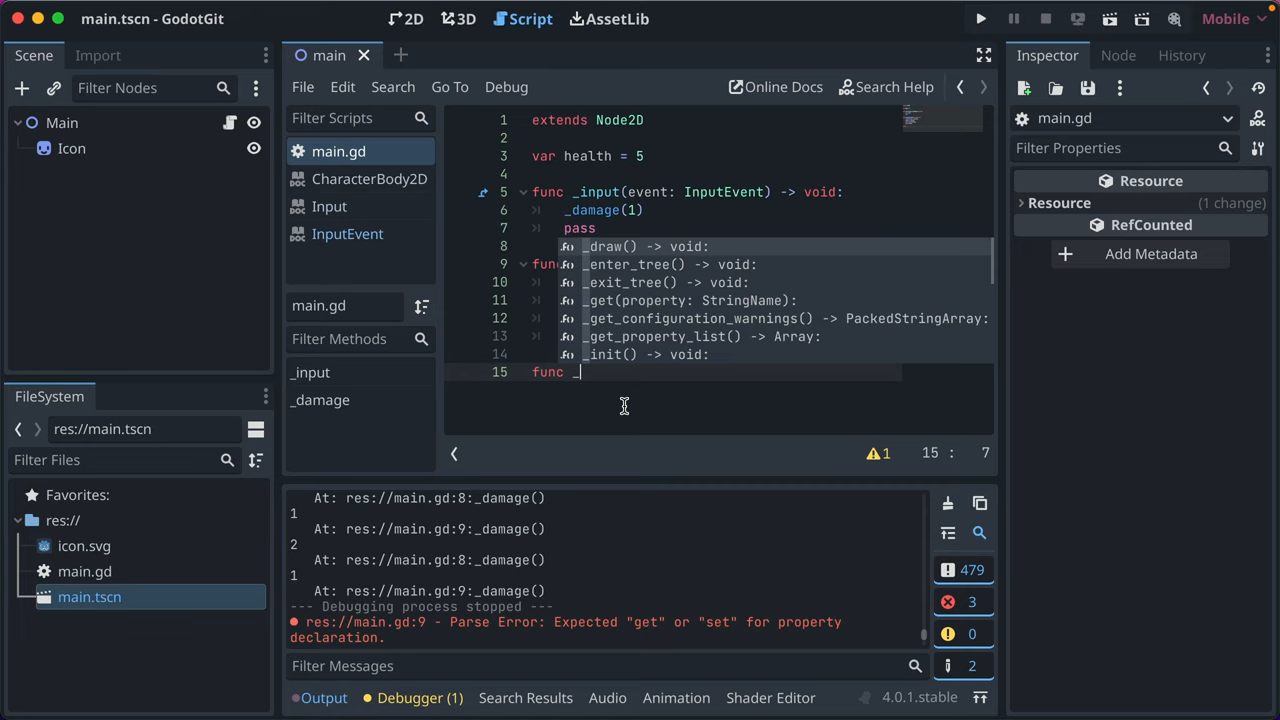 main.tscn - GodotGit
2D
3D
Script
AssetLib
Mobile
Scene
Import
Filter Nodes
Main
Icon
main
File
Edit
Search
Go To
Debug
Online Docs
Search Help
Filter Scripts
main.gd
CharacterBody2D
Input
InputEvent
main.gd
Filter Methods
_input
_damage
1 extends Node2D
2
3 var health = 5
4
5 func _input(event: InputEvent) -> void:
6 _damage(1)
7 pass
8 _draw() -> void:
9 func _enter_tree() -> void:
10 _exit_tree() -> void:
11 _get(property: StringName):
12 _get_configuration_warnings() -> PackedStringArray:
13 _get_property_list() -> Array:
14 _init() -> void:
15 func _
1
15 : 7
At: res://main.gd:8:_damage()
1
At: res://main.gd:9:_damage()
2
At: res://main.gd:8:_damage()
1
At: res://main.gd:9:_damage()
--- Debugging process stopped ---
res://main.gd:9 - Parse Error: Expected "get" or "set" for property
declaration.
479
3
0
2
Filter Messages
Output
Debugger (1)
Search Results
Audio
Animation
Shader Editor
4.0.1.stable
FileSystem
res://main.tscn
Filter Files
Favorites:
res://
icon.svg
main.gd
main.tscn
Inspector
Node
History
main.gd
Filter Properties
Resource
Resource (1 change)
RefCounted
Add Metadata